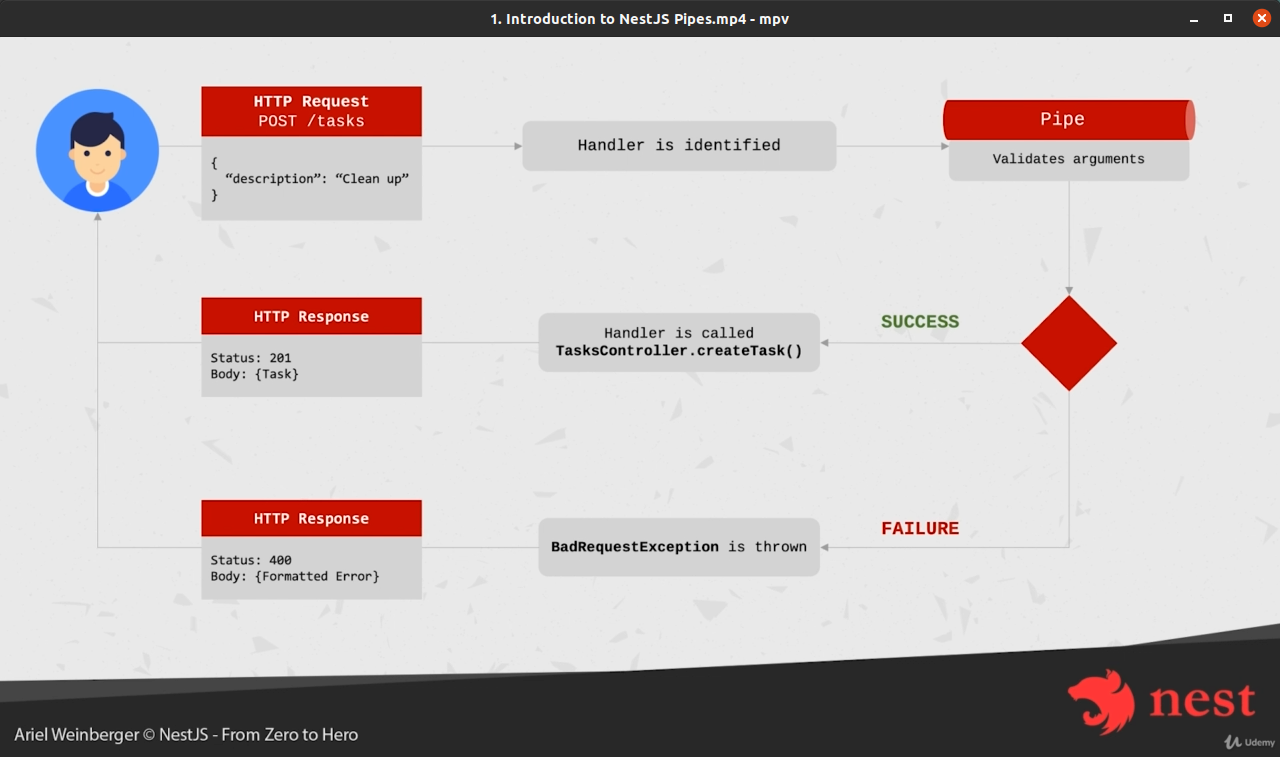 1. Introduction to NestJS Pipes.mp4 - mpv
HTTP Request
POST /tasks
{
“description”: “Clean up”
}
Handler is identified
Pipe
Validates arguments
HTTP Response
Status: 201
Body: {Task}
Handler is called
TasksController.createTask()
SUCCESS
HTTP Response
Status: 400
Body: {Formatted Error}
BadRequestException is thrown
FAILURE
Ariel Weinberger © NestJS - From Zero to Hero
nest
Udemy